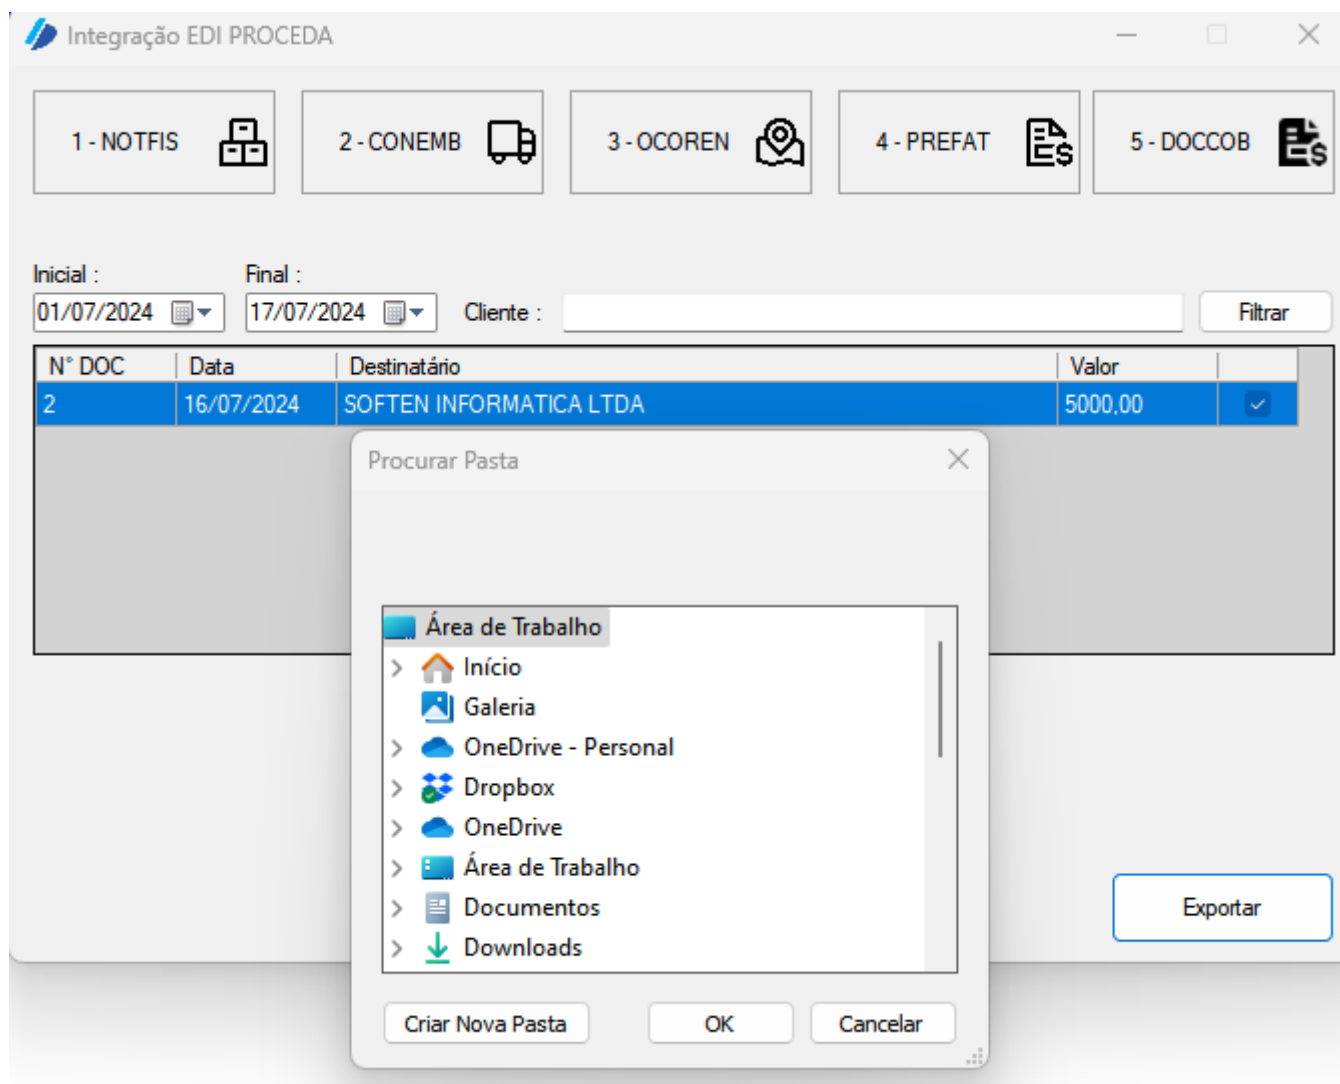 Integração EDI PROCEDA
1 - NOTFIS
2 - CONEMB
3 - OCOREN
4 - PREFAT
5 - DOCCOB
Inicial :
Final :
01/07/2024
17/07/2024
Cliente :
Filtrar
N° DOC Data Destinatário Valor
2 16/07/2024 SOFTEN INFORMATICA LTDA 5000,00
Procurar Pasta
Área de Trabalho
Início
Galeria
OneDrive - Personal
Dropbox
OneDrive
Área de Trabalho
Documentos
Downloads
Exportar
Criar Nova Pasta
OK
Cancelar